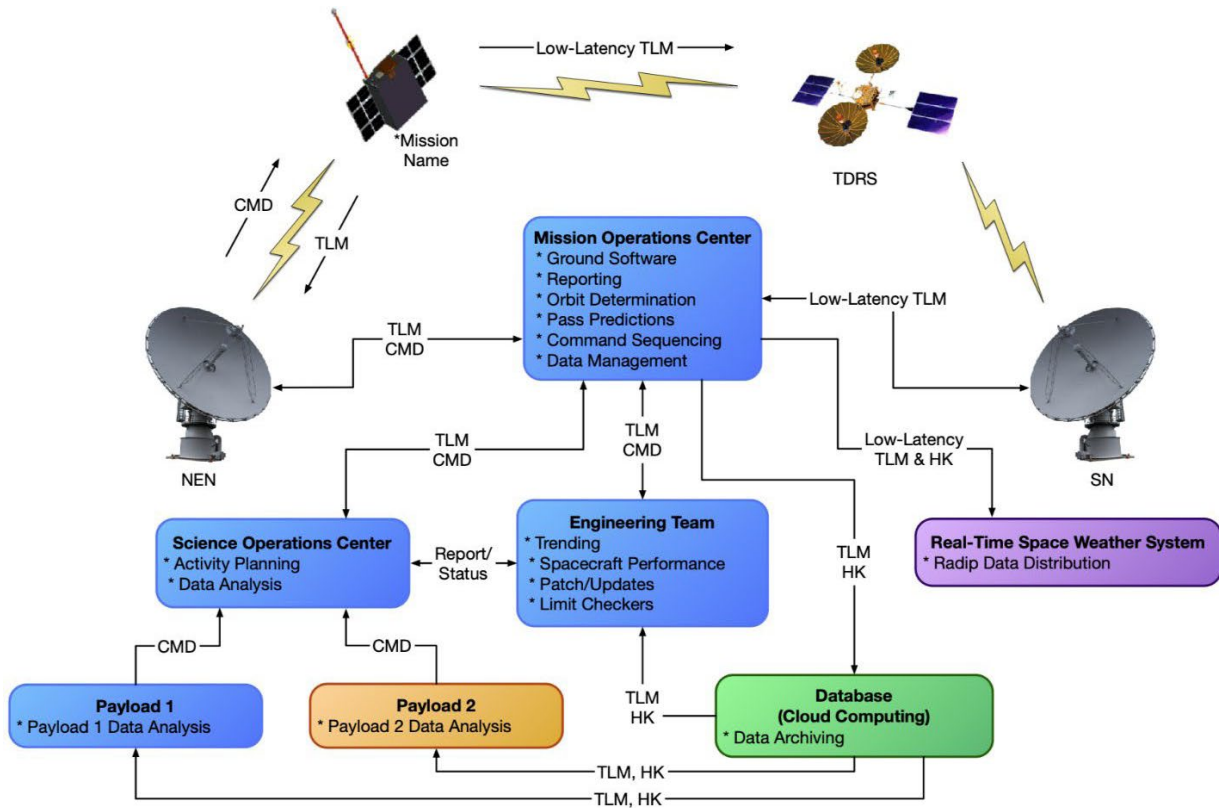 Low-Latency TLM
*Mission
Name
TDRS
CMD
TLM
Mission Operations Center
* Ground Software
* Reporting
* Orbit Determination
* Pass Predictions
* Command Sequencing
* Data Management
Low-Latency TLM
TLM
CMD
NEN
SN
TLM
CMD
TLM
CMD
Low-Latency
TLM & HK
Science Operations Center
* Activity Planning
* Data Analysis
Report/
Status
Engineering Team
* Trending
* Spacecraft Performance
* Patch/Updates
* Limit Checkers
TLM
HK
Real-Time Space Weather System
* Radip Data Distribution
CMD
CMD
Payload 1
* Payload 1 Data Analysis
Payload 2
* Payload 2 Data Analysis
TLM
HK
Database
(Cloud Computing)
* Data Archiving
TLM, HK
TLM, HK